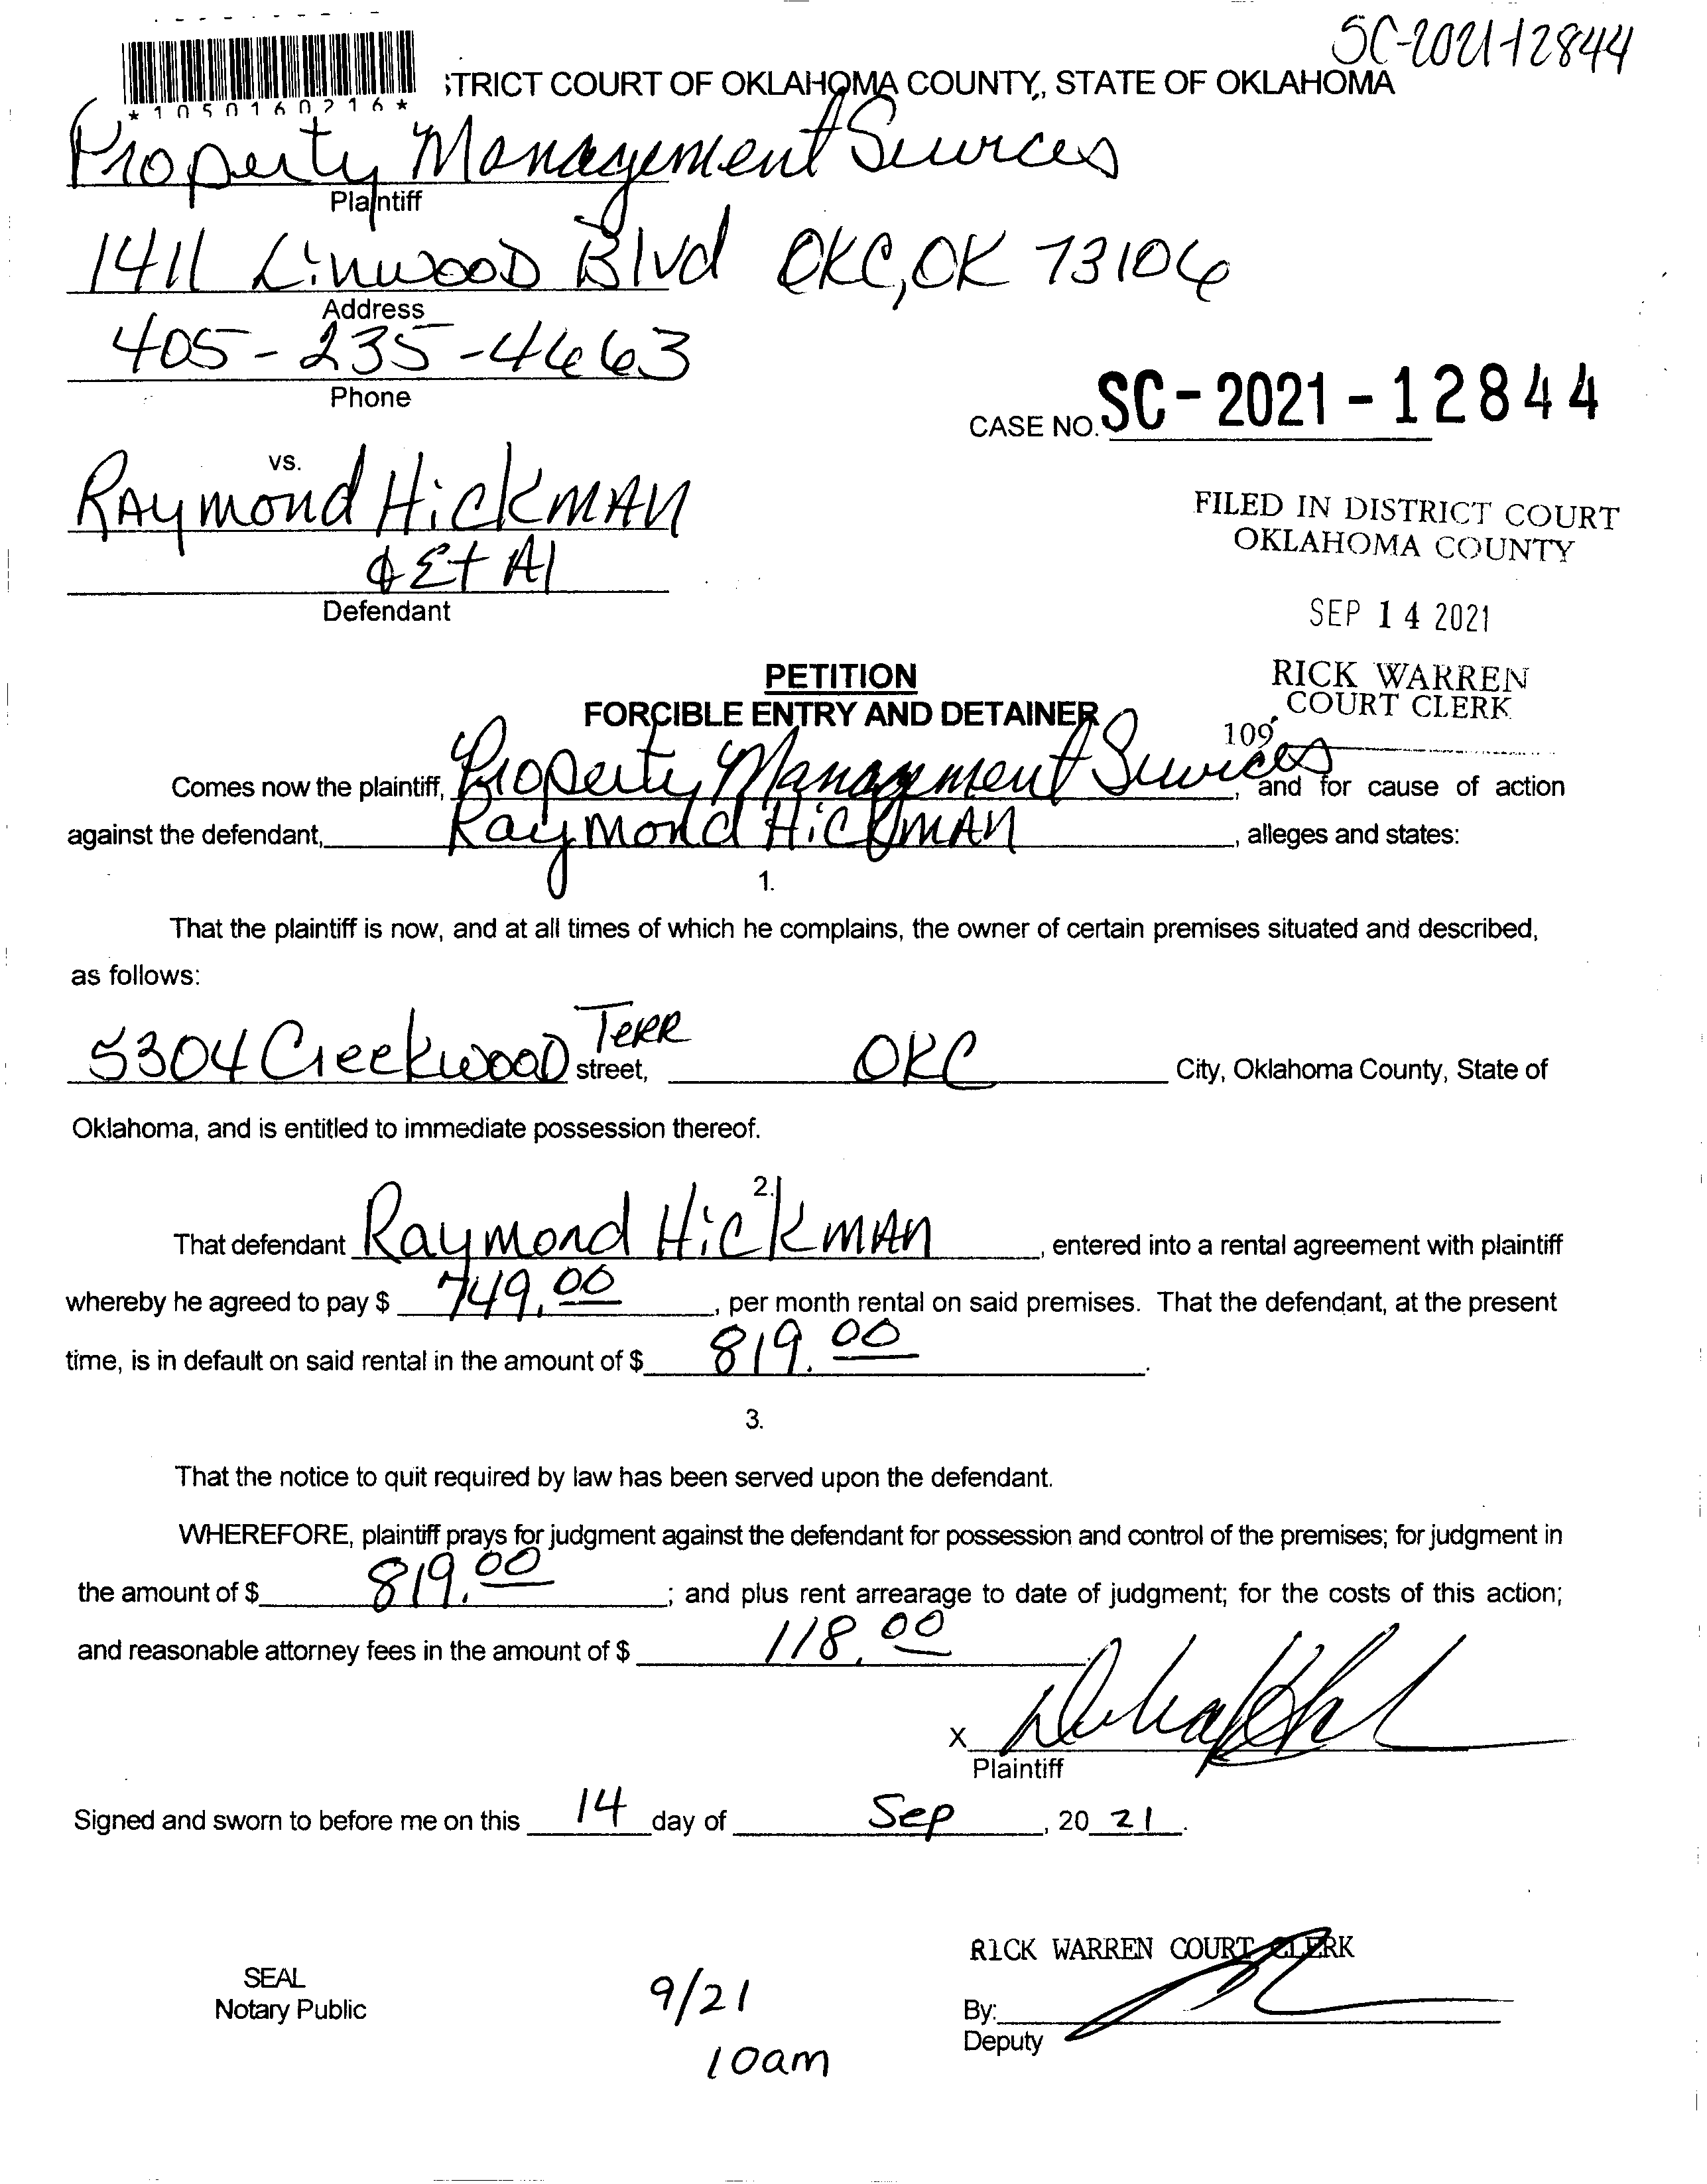 SC-2021-12844
STRICT COURT OF OKLAHOMA COUNTY, STATE OF OKLAHOMA
*1050160216*
Property Management Services
Plaintiff
1411 Linwood Blvd OKC, OK 73106
Address
405-235-4663
Phone
CASE NO. SC-2021-12844
vs.
Raymond Hickman
& Et Al
Defendant
FILED IN DISTRICT COURT
OKLAHOMA COUNTY
SEP 14 2021
RICK WARREN
COURT CLERK
109
PETITION
FORCIBLE ENTRY AND DETAINER
Comes now the plaintiff, Property Management Services, and for cause of action
against the defendant, Raymond Hickman, alleges and states:
1.
That the plaintiff is now, and at all times of which he complains, the owner of certain premises situated and described,
as follows:
5304 Creekwood Terr street, OKC City, Oklahoma County, State of
Oklahoma, and is entitled to immediate possession thereof.
2.
That defendant Raymond Hickman, entered into a rental agreement with plaintiff
whereby he agreed to pay $ 749.00, per month rental on said premises. That the defendant, at the present
time, is in default on said rental in the amount of $ 819.00.
3.
That the notice to quit required by law has been served upon the defendant.
WHEREFORE, plaintiff prays for judgment against the defendant for possession and control of the premises; for judgment in
the amount of $ 819.00; and plus rent arrearage to date of judgment; for the costs of this action;
and reasonable attorney fees in the amount of $ 118.00.
X
Plaintiff
Signed and sworn to before me on this 14 day of Sep, 2021.
RICK WARREN COURT CLERK
SEAL
Notary Public
9/21
10am
By:
Deputy